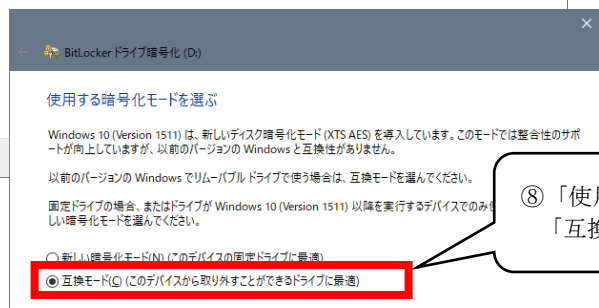 BitLocker ドライブ暗号化 (D:)
使用する暗号化モードを選ぶ
Windows 10 (Version 1511) は、新しいディスク暗号化モード (XTS AES) を導入しています。このモードでは整合性のサポ
ートが向上していますが、以前のバージョンの Windows と互換性がありません。
以前のバージョンの Windows でリムーバブル ドライブで使う場合は、互換モードを選んでください。
固定ドライブの場合、またはドライブが Windows 10 (Version 1511) 以降を実行するデバイスでのみ
しい暗号化モードを選んでください。
⑧「使
「互換
新しい暗号化モード(N) (このデバイスの固定ドライブに最適)
互換モード(C) (このデバイスから取り外すことができるドライブに最適)